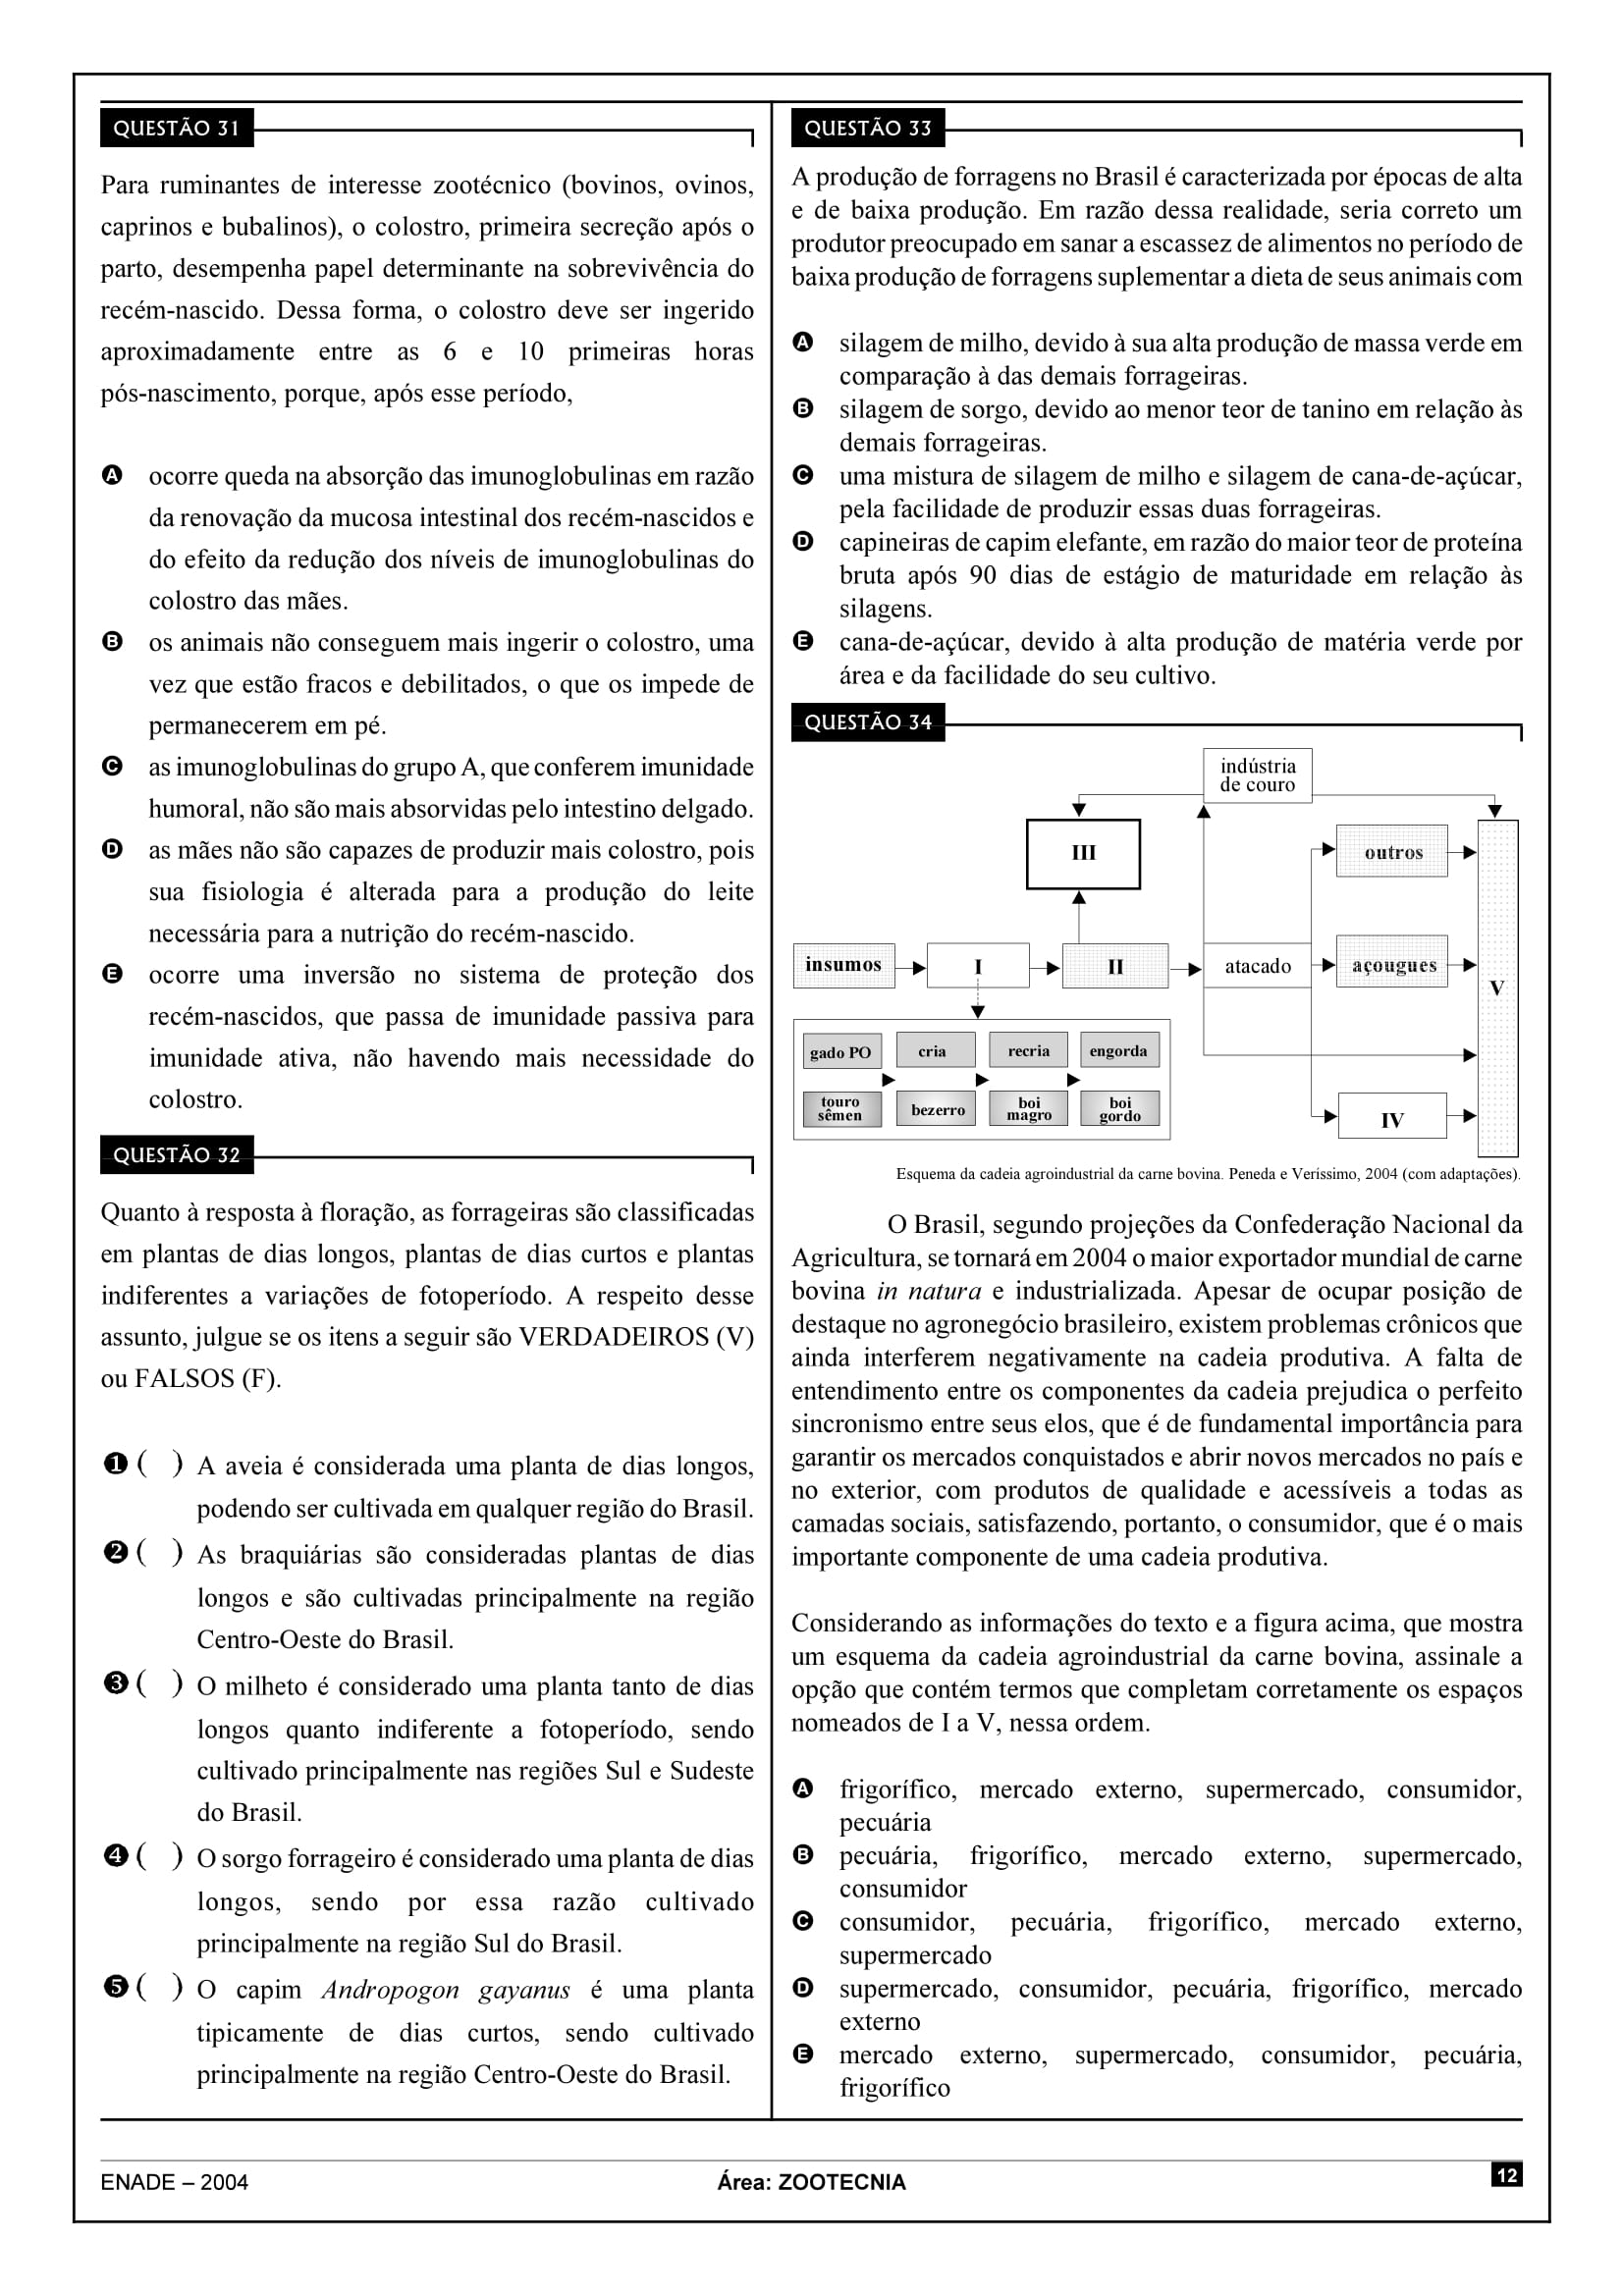 QUESTÃO 31
Para ruminantes de interesse zootécnico (bovinos, ovinos,
caprinos e bubalinos), o colostro, primeira secreção após o
parto, desempenha papel determinante na sobrevivência do
recém-nascido. Dessa forma, o colostro deve ser ingerido
aproximadamente entre as 6 e 10 primeiras horas
pós-nascimento, porque, após esse período,
A ocorre queda na absorção das imunoglobulinas em razão
da renovação da mucosa intestinal dos recém-nascidos e
do efeito da redução dos níveis de imunoglobulinas do
colostro das mães.
B os animais não conseguem mais ingerir o colostro, uma
vez que estão fracos e debilitados, o que os impede de
permanecerem em pé.
C as imunoglobulinas do grupo A, que conferem imunidade
humoral, não são mais absorvidas pelo intestino delgado.
D as mães não são capazes de produzir mais colostro, pois
sua fisiologia é alterada para a produção do leite
necessária para a nutrição do recém-nascido.
E ocorre uma inversão no sistema de proteção dos
recém-nascidos, que passa de imunidade passiva para
imunidade ativa, não havendo mais necessidade do
colostro.
QUESTÃO 32
Quanto à resposta à floração, as forrageiras são classificadas
em plantas de dias longos, plantas de dias curtos e plantas
indiferentes a variações de fotoperíodo. A respeito desse
assunto, julgue se os itens a seguir são VERDADEIROS (V)
ou FALSOS (F).
1 ( ) A aveia é considerada uma planta de dias longos,
podendo ser cultivada em qualquer região do Brasil.
2 ( ) As braquiárias são consideradas plantas de dias
longos e são cultivadas principalmente na região
Centro-Oeste do Brasil.
3 ( ) O milheto é considerado uma planta tanto de dias
longos quanto indiferente a fotoperíodo, sendo
cultivado principalmente nas regiões Sul e Sudeste
do Brasil.
4 ( ) O sorgo forrageiro é considerado uma planta de dias
longos, sendo por essa razão cultivado
principalmente na região Sul do Brasil.
5 ( ) O capim Andropogon gayanus é uma planta
tipicamente de dias curtos, sendo cultivado
principalmente na região Centro-Oeste do Brasil.
QUESTÃO 33
A produção de forragens no Brasil é caracterizada por épocas de alta
e de baixa produção. Em razão dessa realidade, seria correto um
produtor preocupado em sanar a escassez de alimentos no período de
baixa produção de forragens suplementar a dieta de seus animais com
A silagem de milho, devido à sua alta produção de massa verde em
comparação à das demais forrageiras.
B silagem de sorgo, devido ao menor teor de tanino em relação às
demais forrageiras.
C uma mistura de silagem de milho e silagem de cana-de-açúcar,
pela facilidade de produzir essas duas forrageiras.
D capineiras de capim elefante, em razão do maior teor de proteína
bruta após 90 dias de estágio de maturidade em relação às
silagens.
E cana-de-açúcar, devido à alta produção de matéria verde por
área e da facilidade do seu cultivo.
QUESTÃO 34
indústria
de couro
III
outros
insumos
I
II
atacado
açougues
V
gado PO
cria
recria
engorda
touro
sêmen
bezerro
boi
magro
boi
gordo
IV
Esquema da cadeia agroindustrial da carne bovina. Peneda e Veríssimo, 2004 (com adaptações).
O Brasil, segundo projeções da Confederação Nacional da
Agricultura, se tornará em 2004 o maior exportador mundial de carne
bovina in natura e industrializada. Apesar de ocupar posição de
destaque no agronegócio brasileiro, existem problemas crônicos que
ainda interferem negativamente na cadeia produtiva. A falta de
entendimento entre os componentes da cadeia prejudica o perfeito
sincronismo entre seus elos, que é de fundamental importância para
garantir os mercados conquistados e abrir novos mercados no país e
no exterior, com produtos de qualidade e acessíveis a todas as
camadas sociais, satisfazendo, portanto, o consumidor, que é o mais
importante componente de uma cadeia produtiva.
Considerando as informações do texto e a figura acima, que mostra
um esquema da cadeia agroindustrial da carne bovina, assinale a
opção que contém termos que completam corretamente os espaços
nomeados de I a V, nessa ordem.
A frigorífico, mercado externo, supermercado, consumidor,
pecuária
B pecuária, frigorífico, mercado externo, supermercado,
consumidor
C consumidor, pecuária, frigorífico, mercado externo,
supermercado
D supermercado, consumidor, pecuária, frigorífico, mercado
externo
E mercado externo, supermercado, consumidor, pecuária,
frigorífico
ENADE – 2004
Área: ZOOTECNIA
12